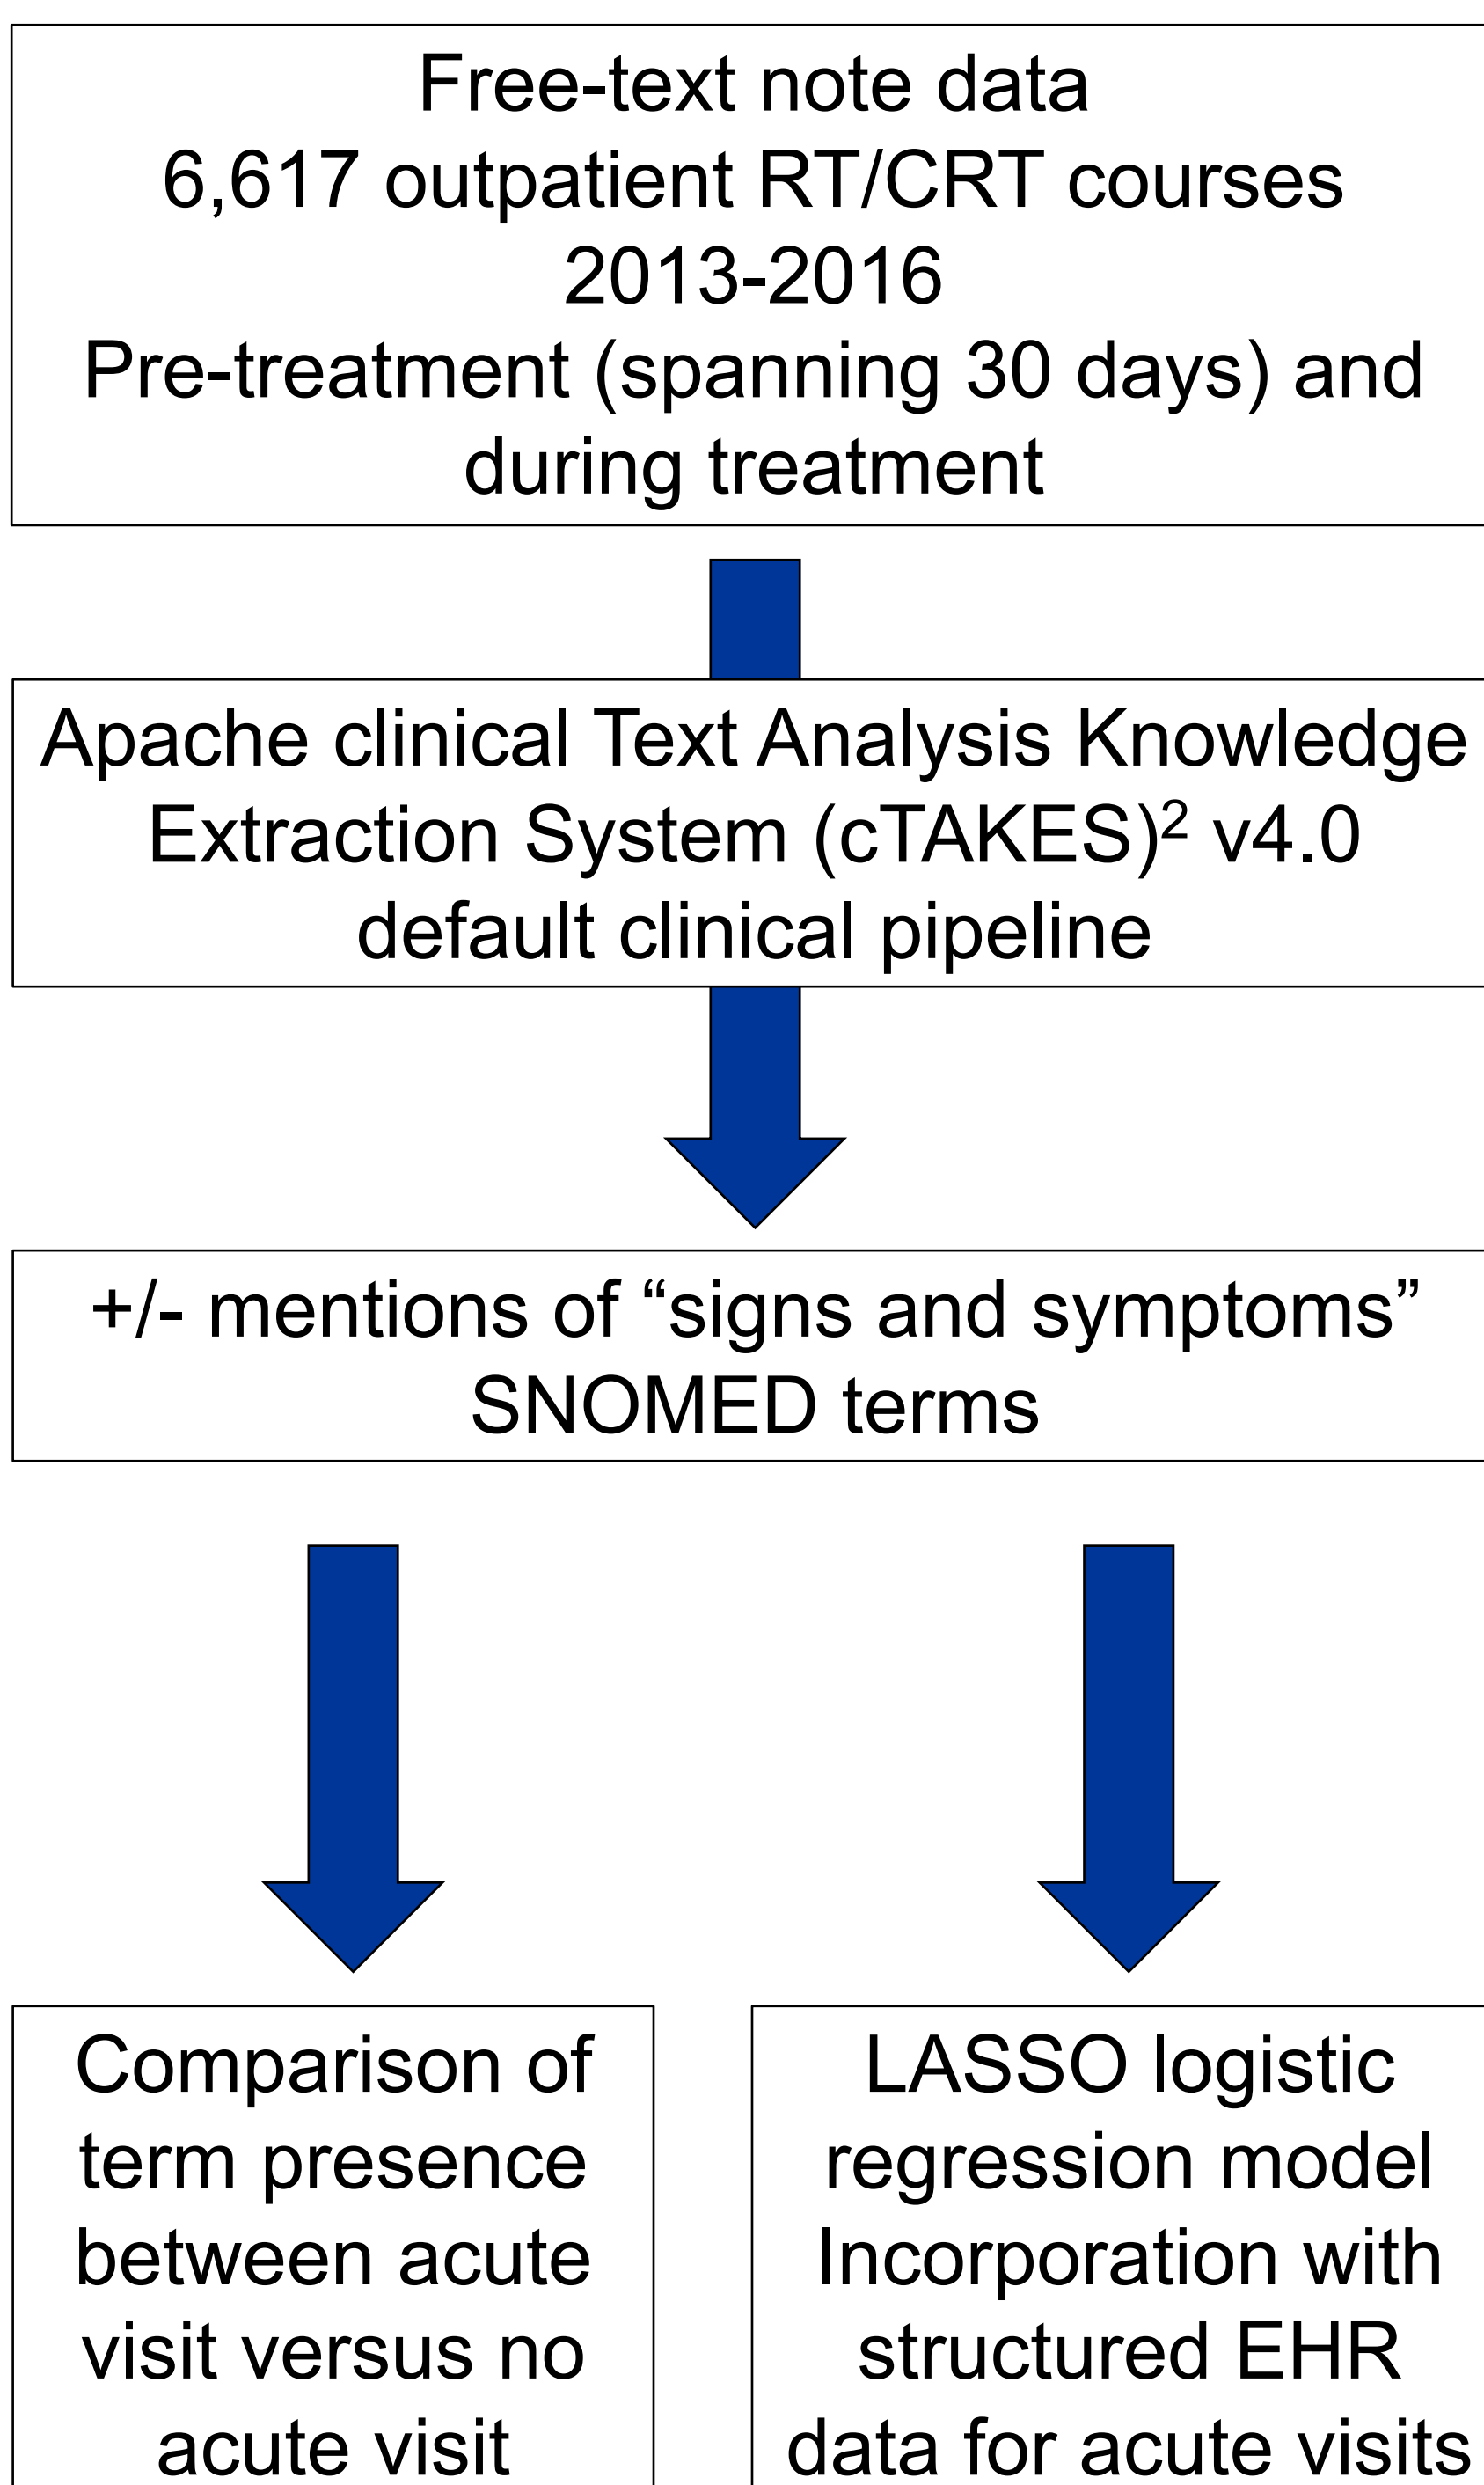 Free-text note data
6,617 outpatient RT/CRT courses
2013-2016
Pre-treatment (spanning 30 days) and
during treatment
Apache clinical Text Analysis Knowledge
Extraction System (cTAKES)² v4.0
default clinical pipeline
+/- mentions of “signs and symptoms”
SNOMED terms
Comparison of
term presence
between acute
visit versus no
acute visit
LASSO logistic
regression model
Incorporation with
structured EHR
data for acute visits